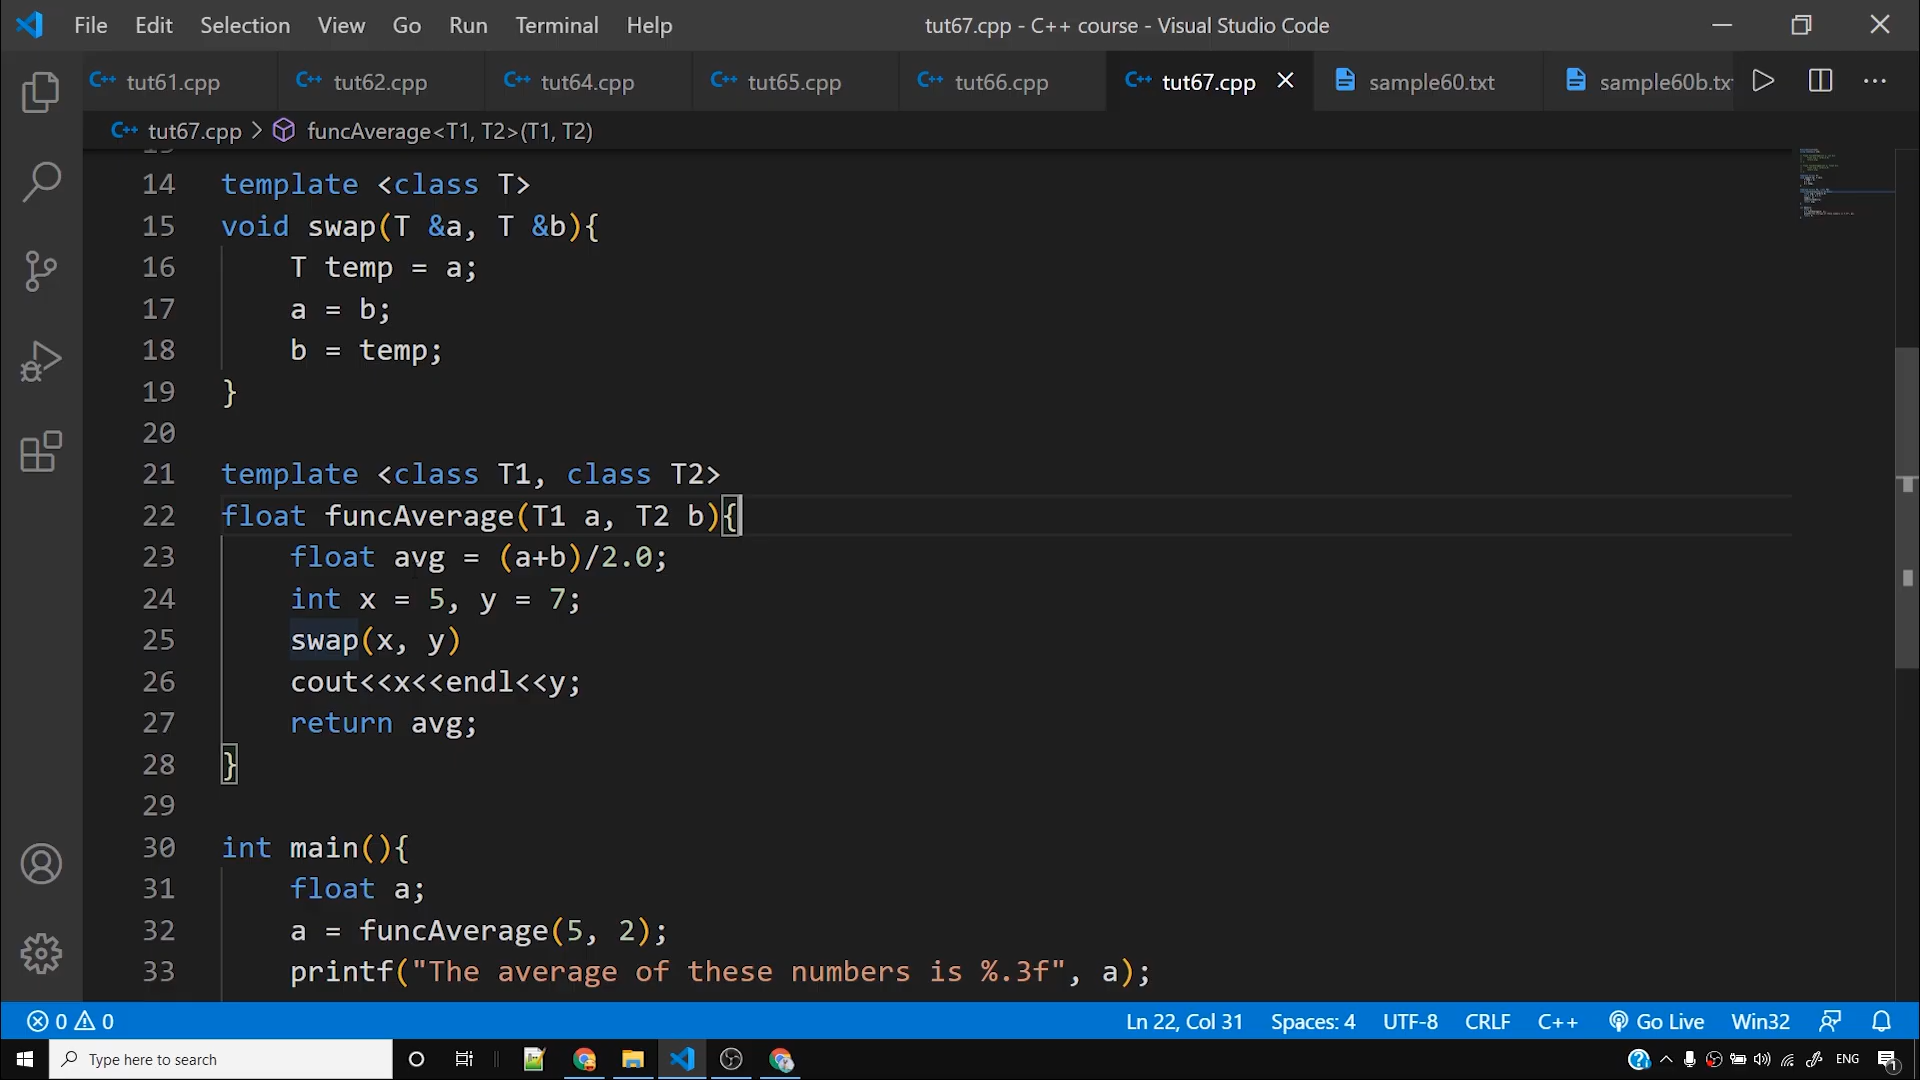 File Edit Selection View Go Run Terminal Help tut67.cpp - C++ course - Visual Studio Code
C++ tut61.cpp C++ tut62.cpp C++ tut64.cpp C++ tut65.cpp C++ tut66.cpp C++ tut67.cpp sample60.txt sample60b.tx
C++ tut67.cpp > funcAverage<T1, T2>(T1, T2)
14 template <class T>
15 void swap(T &a, T &b){
16 T temp = a;
17 a = b;
18 b = temp;
19 }
20
21 template <class T1, class T2>
22 float funcAverage(T1 a, T2 b){
23 float avg = (a+b)/2.0;
24 int x = 5, y = 7;
25 swap(x, y)
26 cout<<x<<endl<<y;
27 return avg;
28 }
29
30 int main(){
31 float a;
32 a = funcAverage(5, 2);
33 printf("The average of these numbers is %.3f", a);
0 0 Ln 22, Col 31 Spaces: 4 UTF-8 CRLF C++ Go Live Win32
Type here to search ENG 1